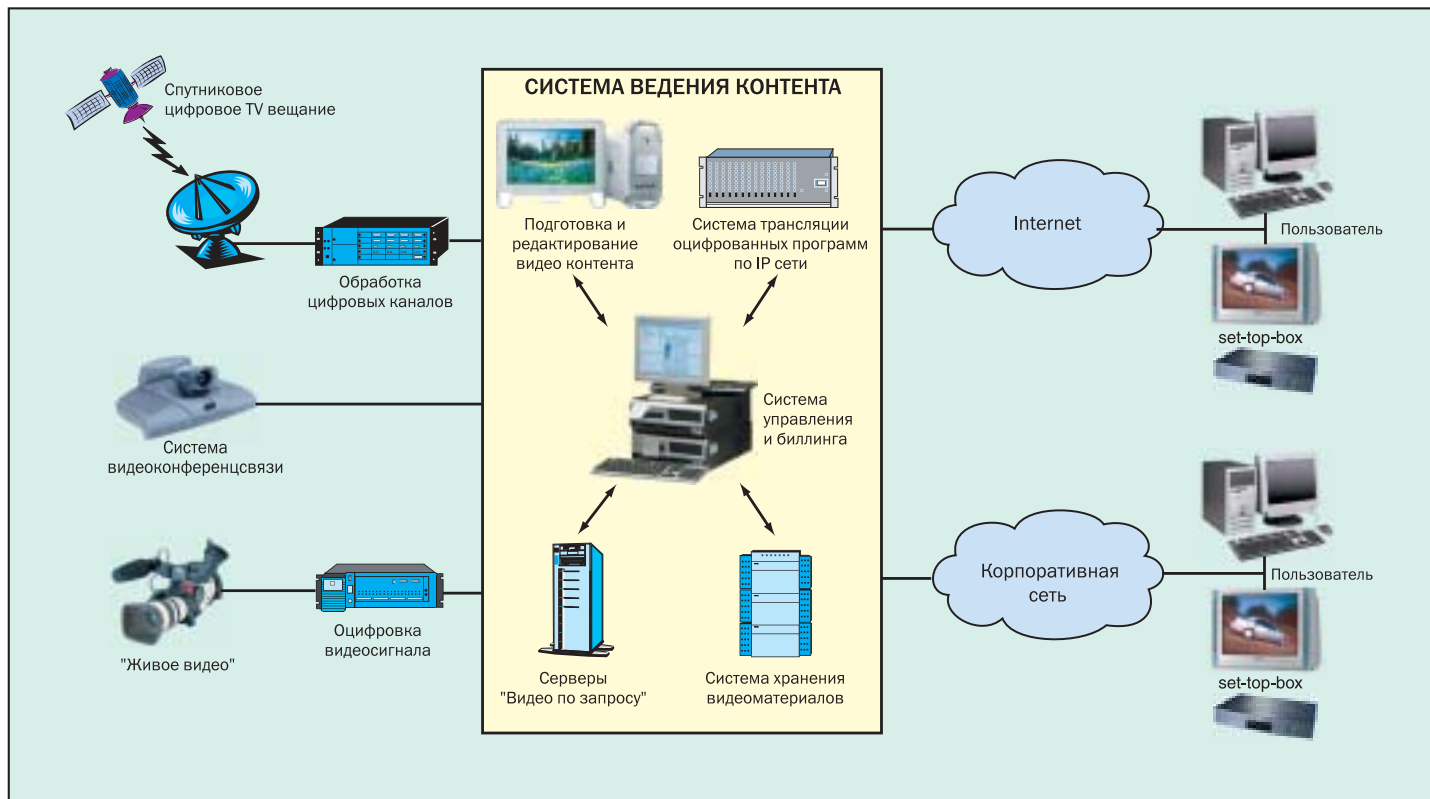 Спутниковое
цифровое TV вещание
Обработка
цифровых каналов
Система
видеоконференцсвязи
"Живое видео"
Оцифровка
видеосигнала
СИСТЕМА ВЕДЕНИЯ КОНТЕНТА
Подготовка и
редактирование
видео контента
Система трансляции
оцифрованных программ
по IP сети
Система
управления
и биллинга
Серверы
"Видео по запросу"
Система хранения
видеоматериалов
Internet
Пользователь
set-top-box
Корпоративная
сеть
Пользователь
set-top-box